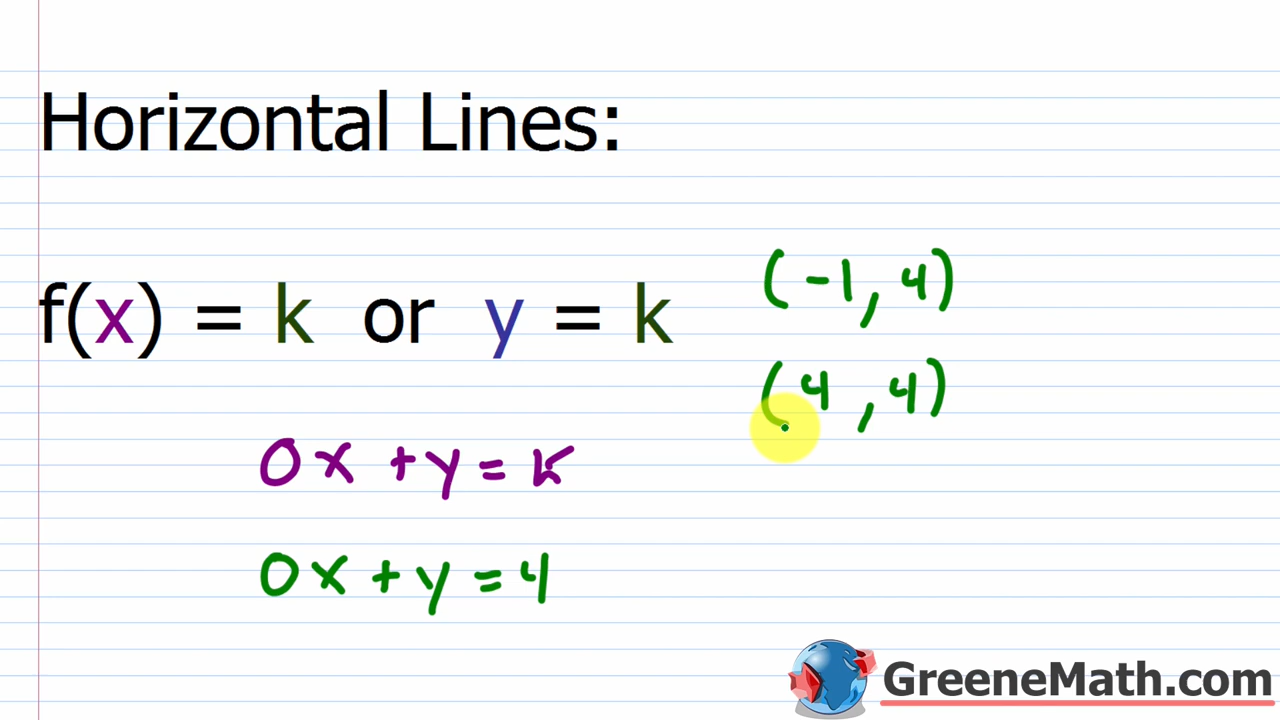 Horizontal Lines:
f(x) = k or y = k
(-1, 4)
(4, 4)
0x + y = k
0x + y = 4
GreeneMath.com